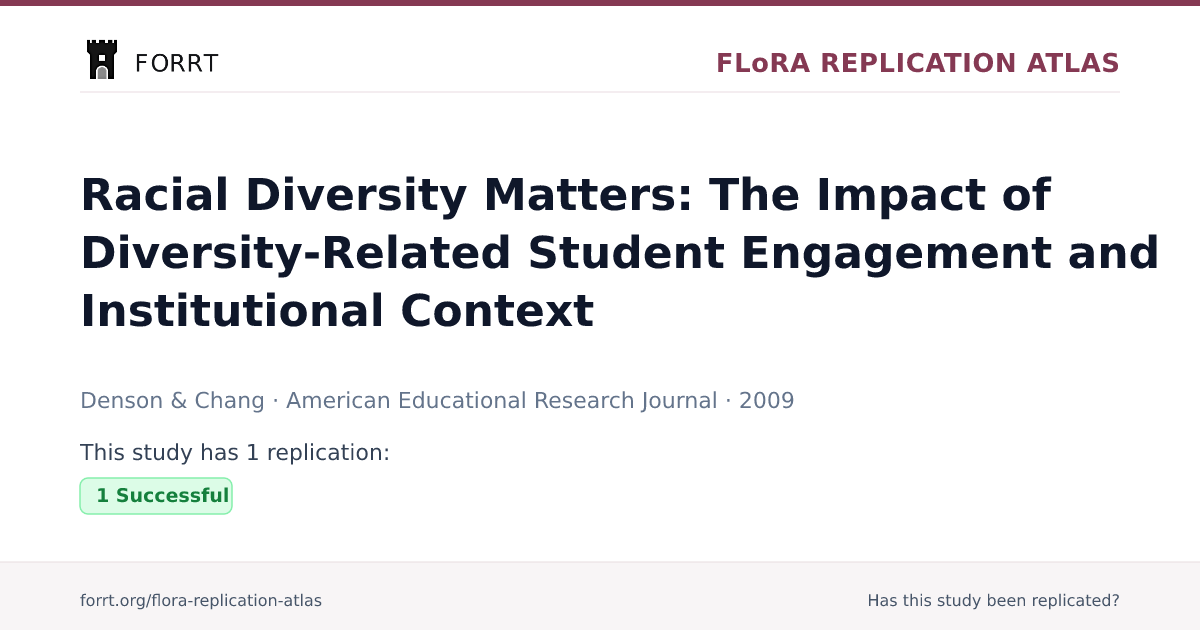 FORRT
FLoRA REPLICATION ATLAS
Racial Diversity Matters: The Impact of
Diversity-Related Student Engagement and
Institutional Context
Denson & Chang · American Educational Research Journal · 2009
This study has 1 replication:
1 Successful
forrt.org/flora-replication-atlas
Has this study been replicated?